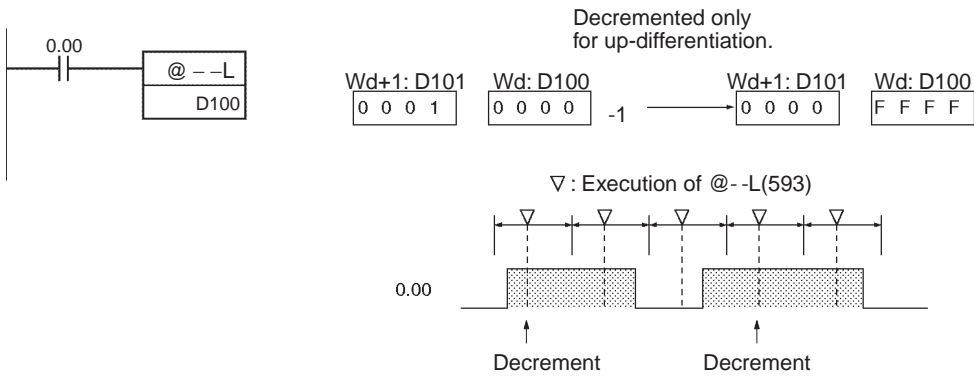 Decremented only
for up-differentiation.
0.00
@ – –L
D100
Wd+1: D101 Wd: D100 Wd+1: D101 Wd: D100
0 0 0 1 0 0 0 0 -1 0 0 0 0 F F F F
∇ : Execution of @- -L(593)
0.00
Decrement Decrement